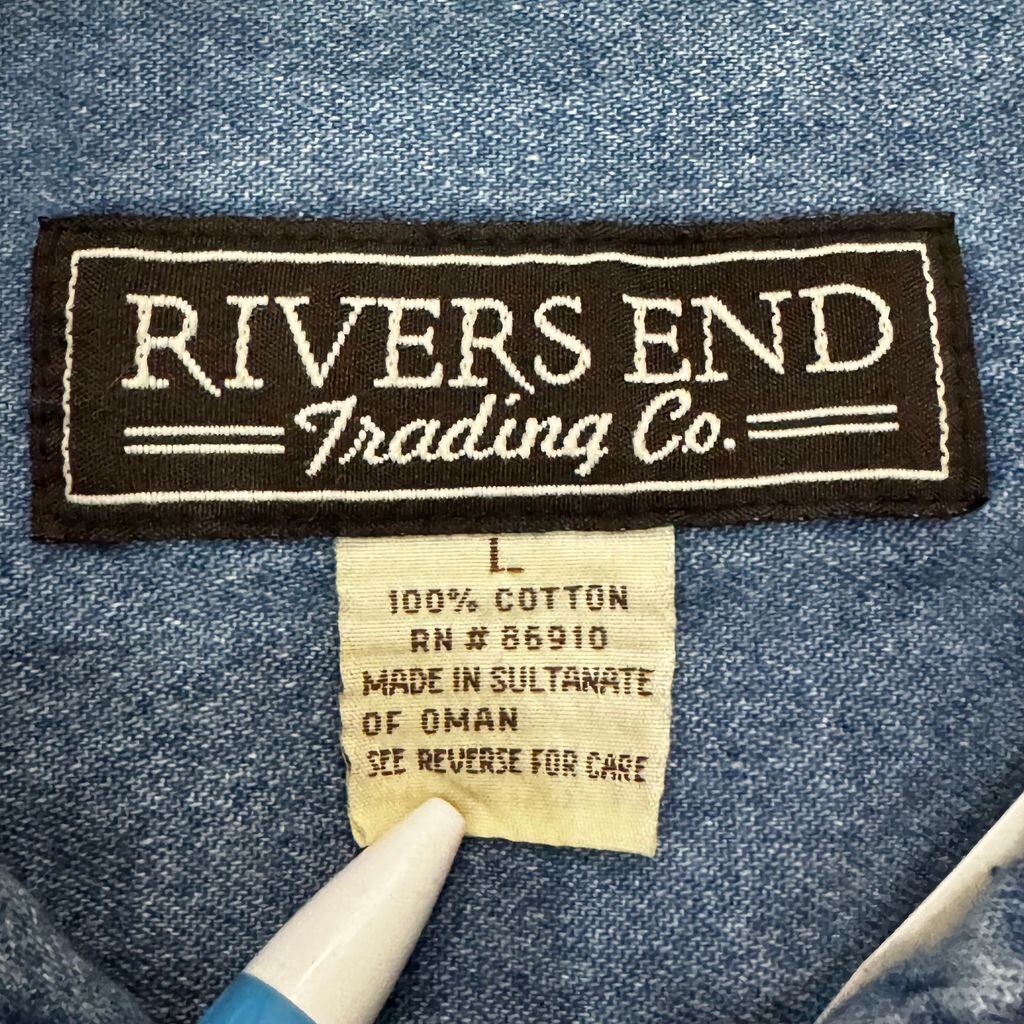 RIVERS END
Trading Co.
L
100% COTTON
RN # 86910
MADE IN SULTANATE
OF OMAN
SEE REVERSE FOR CARE